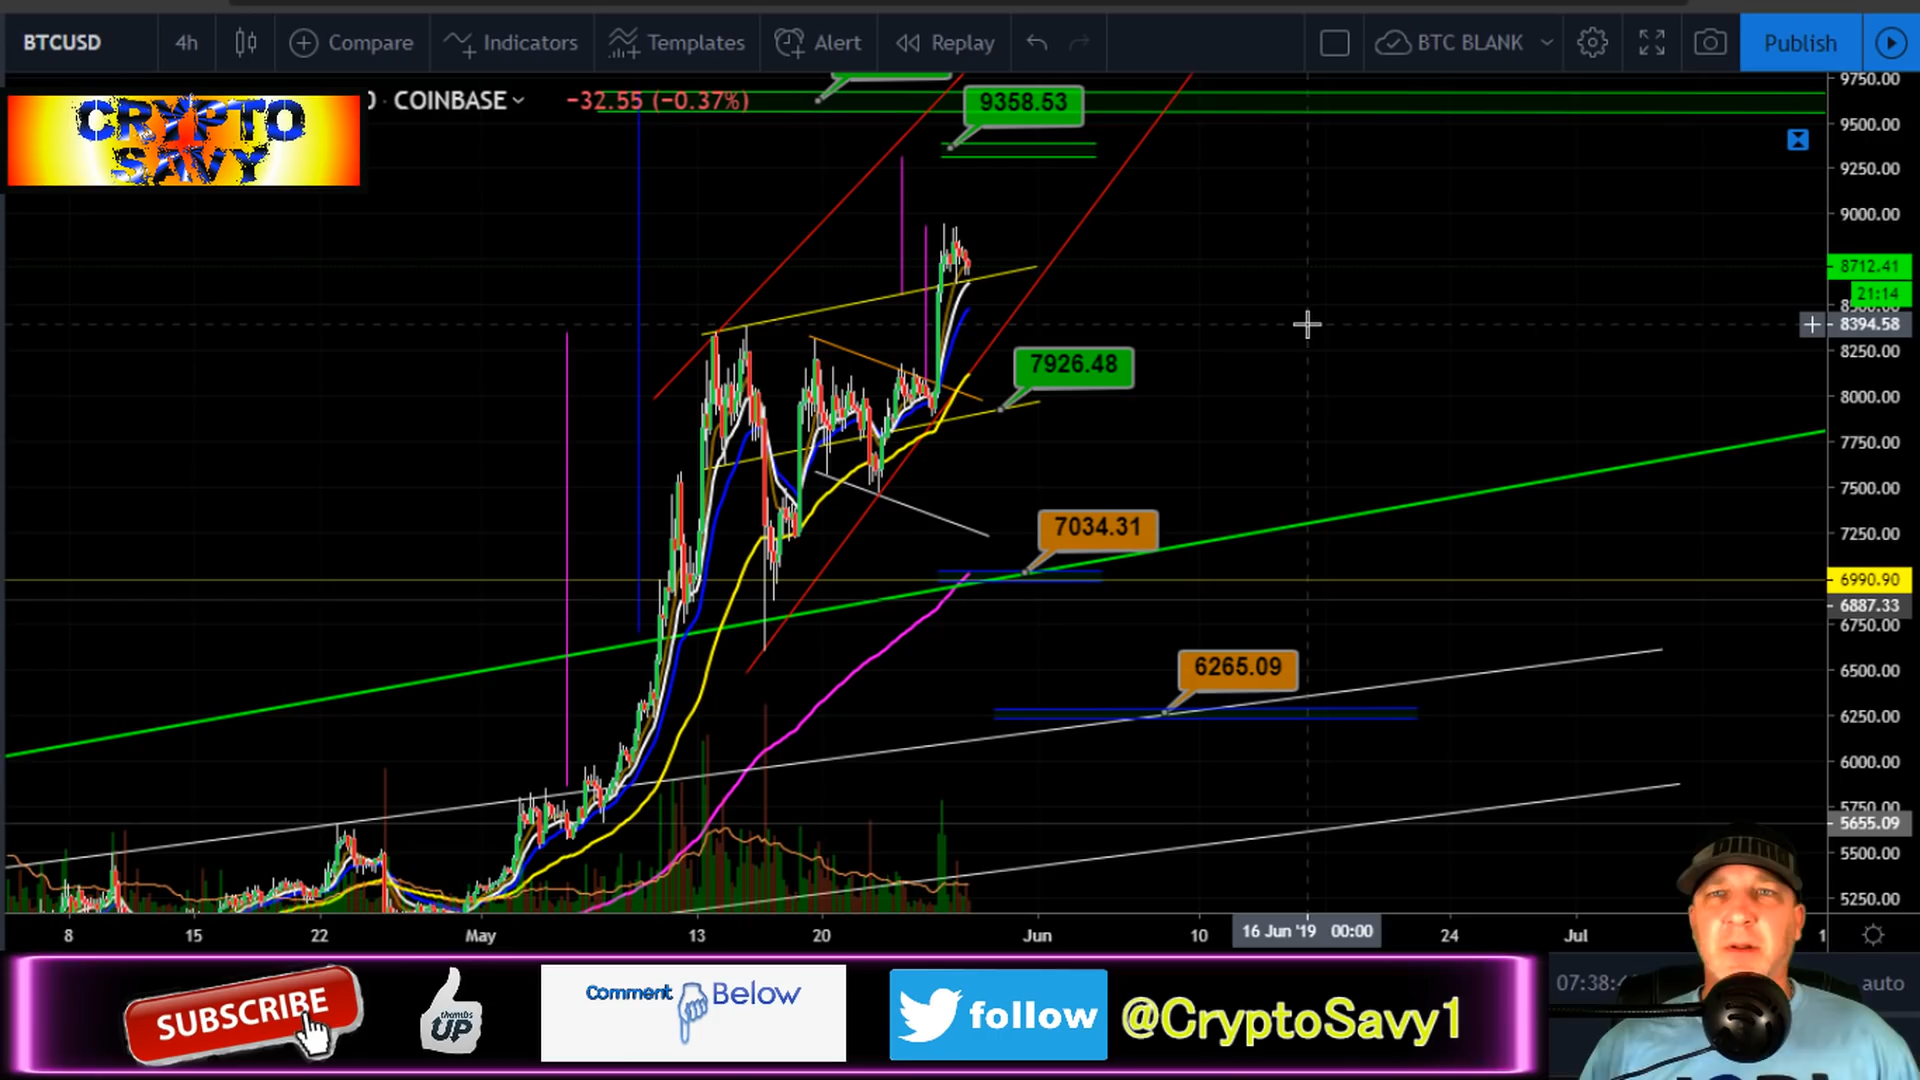 BTCUSD 4h Compare Indicators Templates Alert Replay BTC BLANK Publish
CRYPTO
SAVY
COINBASE −32.55 (−0.37%)
9358.53
7926.48
7034.31
6265.09
9750.00
9500.00
9250.00
9000.00
8712.41
21:14
8394.58
8250.00
8000.00
7750.00
7500.00
7250.00
6990.90
6887.33
6750.00
6500.00
6250.00
6000.00
5750.00
5655.09
5500.00
5250.00
8 15 22 May 13 20 Jun 10 16 Jun '19 00:00 24 Jul
07:38:4 auto
SUBSCRIBE
thumbs
UP
Comment Below
follow
@CryptoSavy1
puma